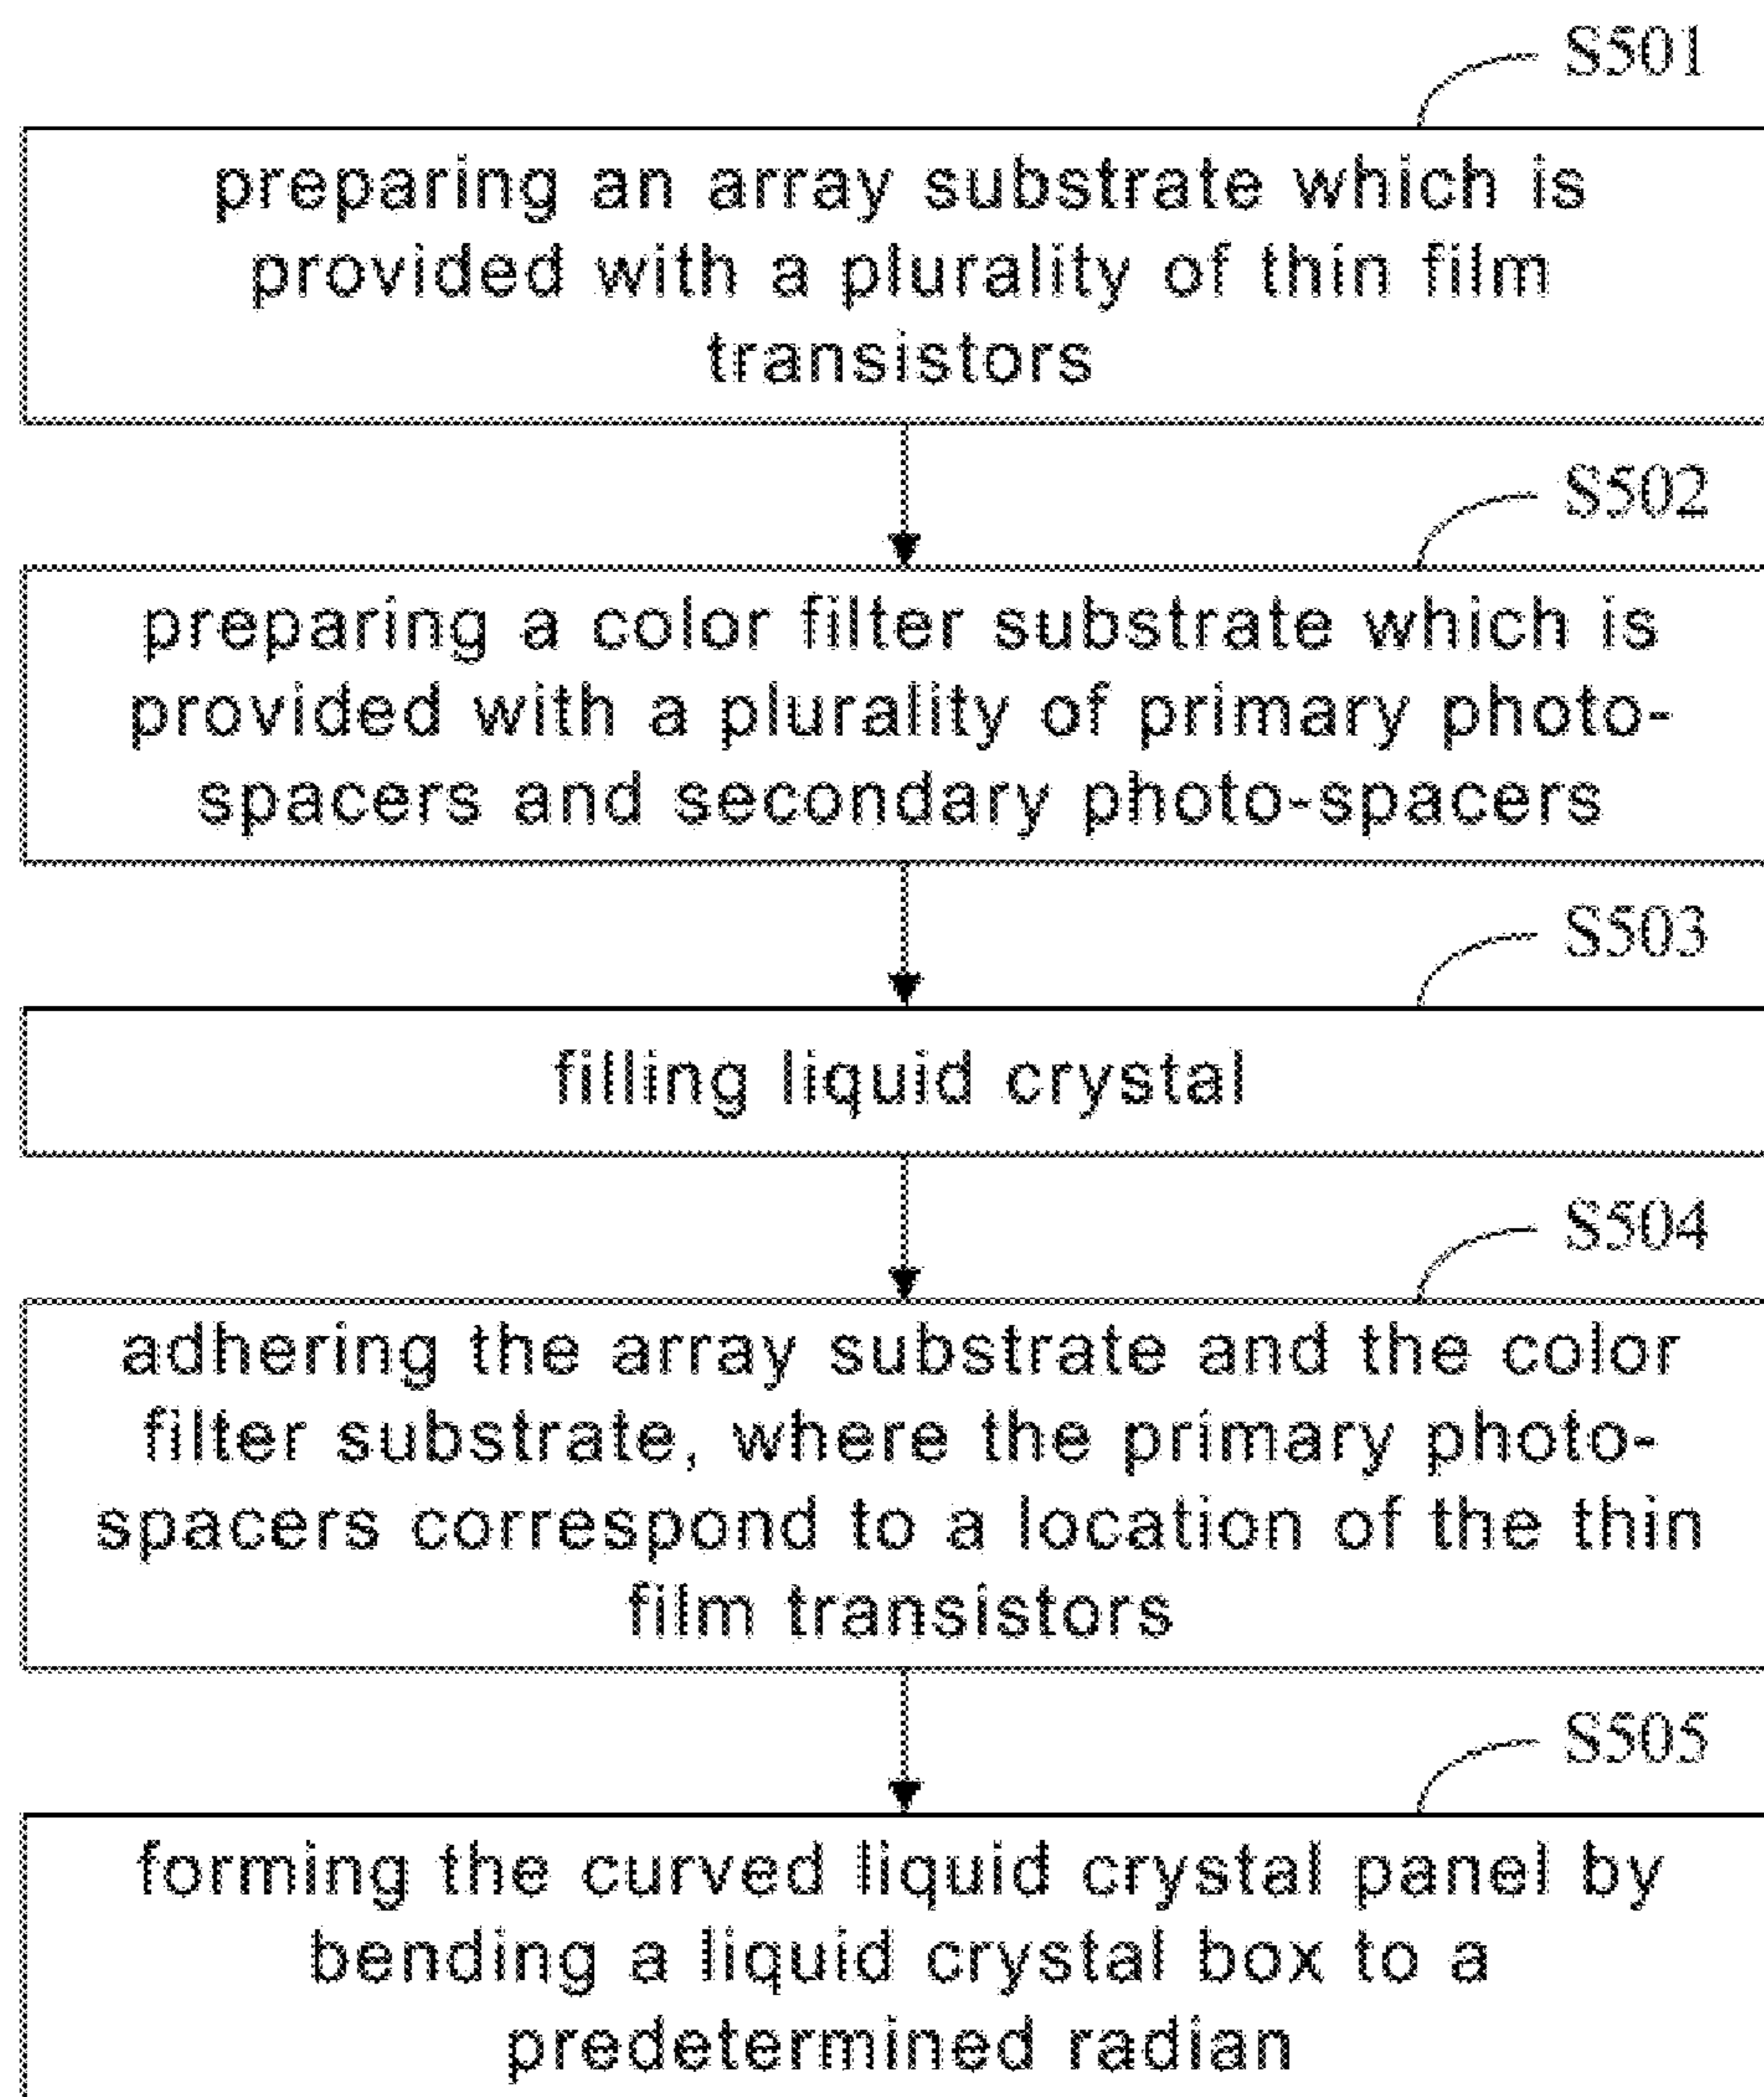 S501
preparing an array substrate which is
provided with a plurality of thin film
transistors
S502
preparing a color filter substrate which is
provided with a plurality of primary photo-
spacers and secondary photo-spacers
S503
filling liquid crystal
S504
adhering the array substrate and the color
filter substrate, where the primary photo-
spacers correspond to a location of the thin
film transistors
S505
forming the curved liquid crystal panel by
bending a liquid crystal box to a
predetermined radian